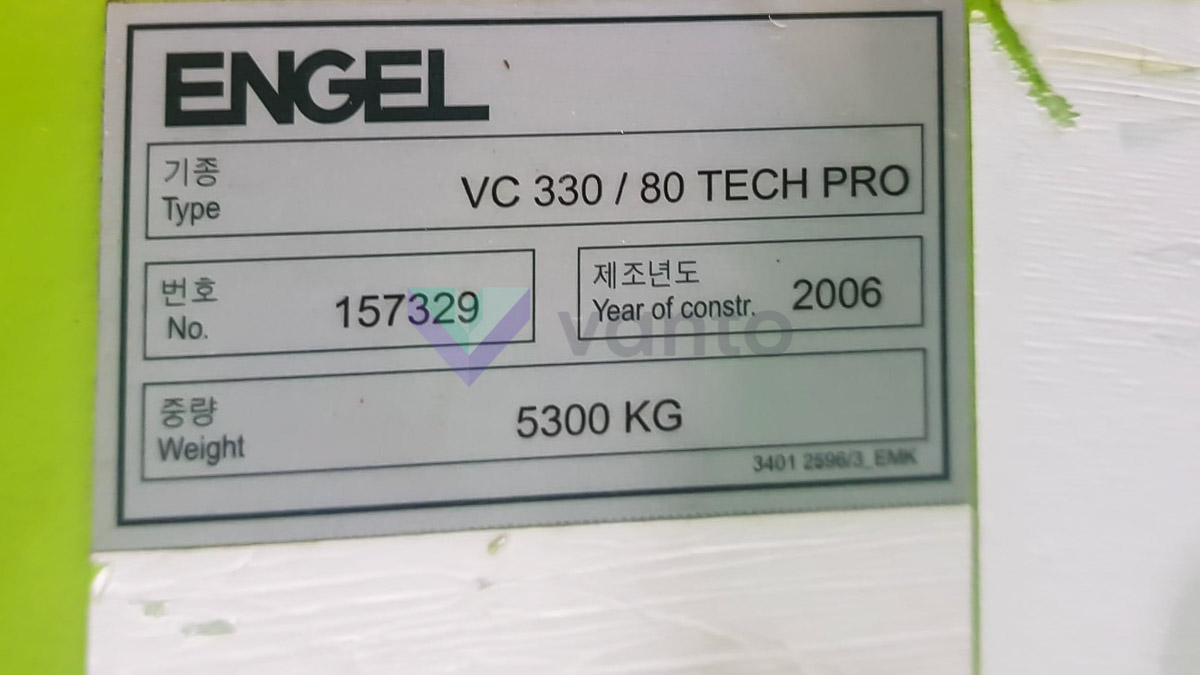 ENGEL
기종
Type
VC 330 / 80 TECH PRO
번호
No.
157329
제조년도
Year of constr.
2006
vanto
중량
Weight
5300 KG
3401 2596/3_EMK